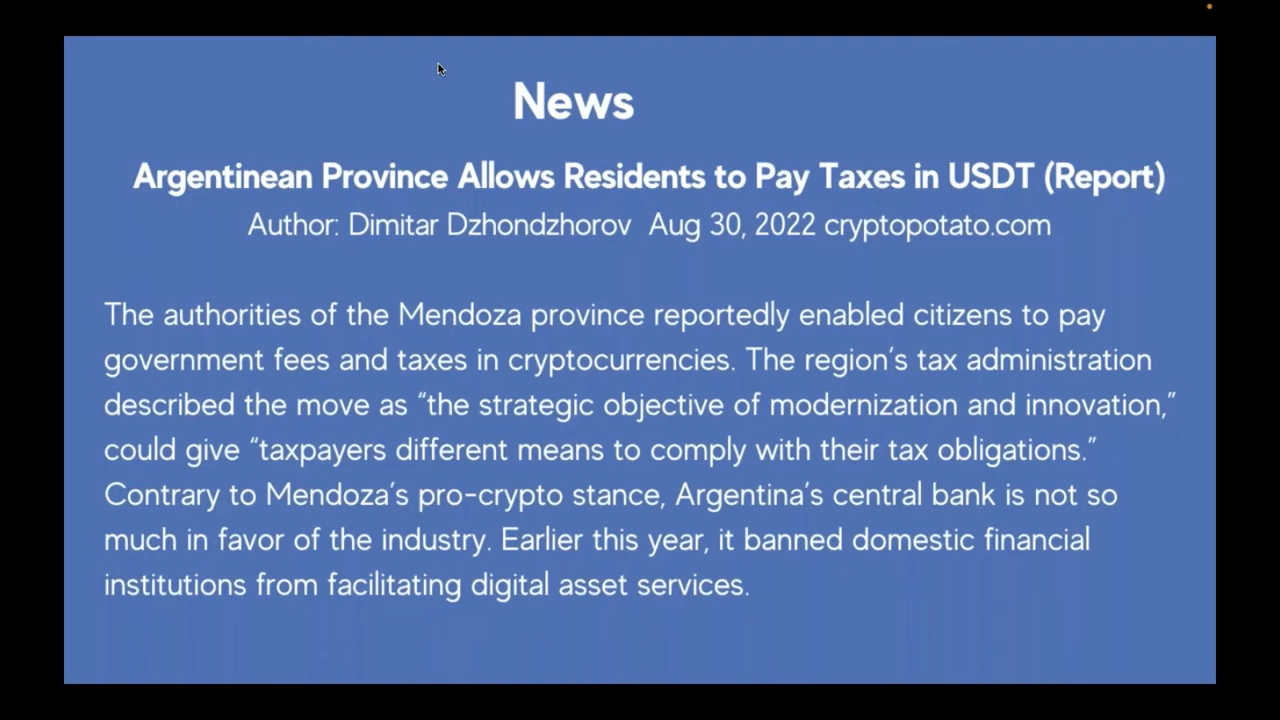 News
Argentinean Province Allows Residents to Pay Taxes in USDT (Report)
Author: Dimitar Dzhondzhorov Aug 30, 2022 cryptopotato.com
The authorities of the Mendoza province reportedly enabled citizens to pay
government fees and taxes in cryptocurrencies. The region’s tax administration
described the move as “the strategic objective of modernization and innovation,”
could give “taxpayers different means to comply with their tax obligations.”
Contrary to Mendoza’s pro-crypto stance, Argentina’s central bank is not so
much in favor of the industry. Earlier this year, it banned domestic financial
institutions from facilitating digital asset services.